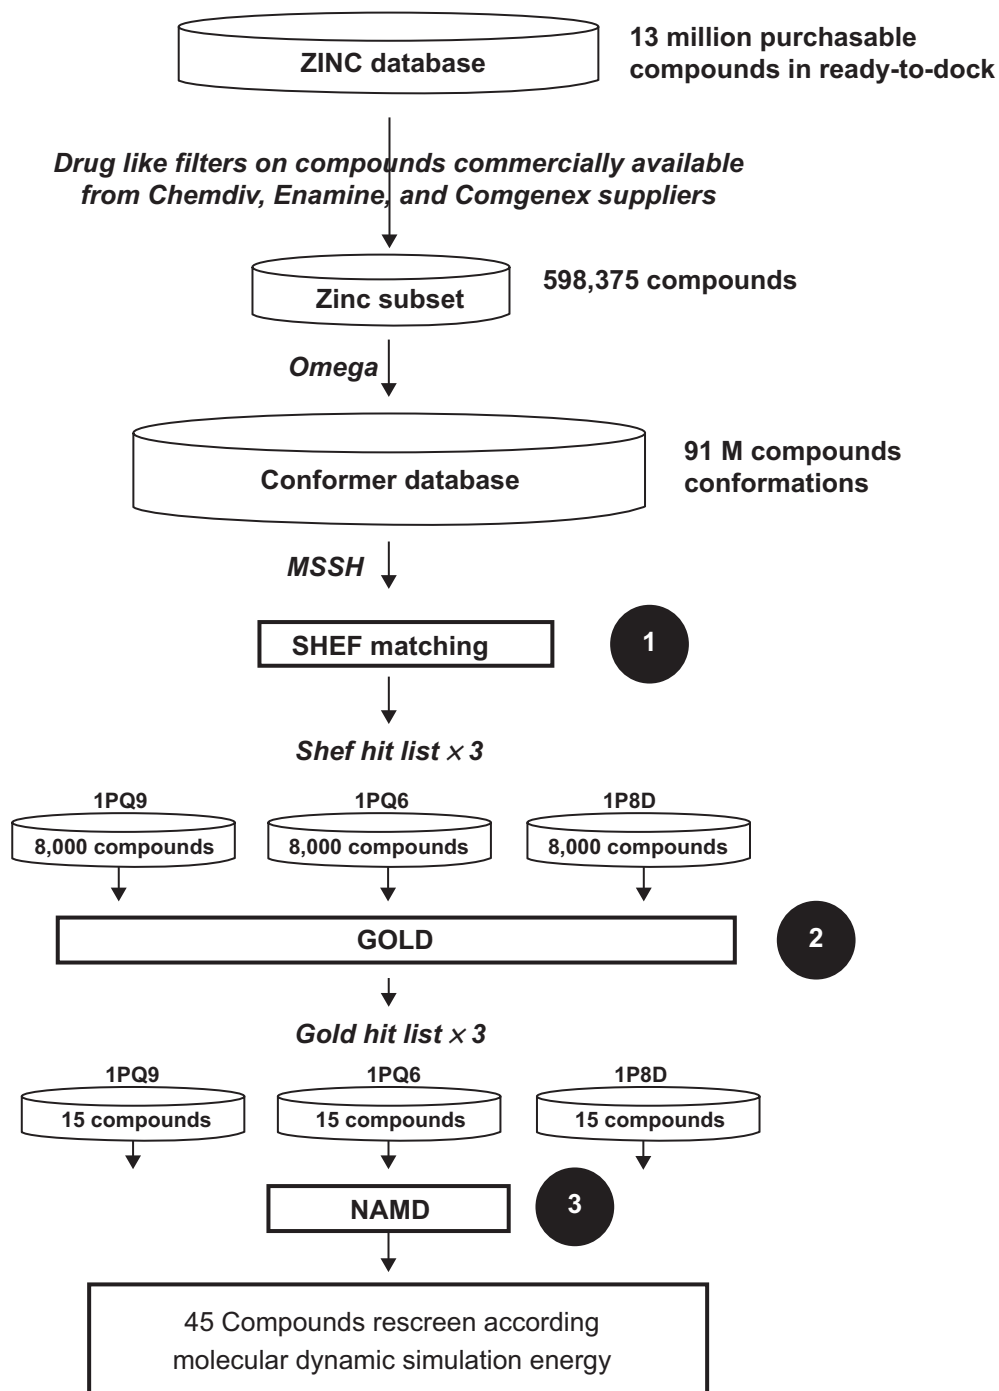 ZINC database
13 million purchasable
compounds in ready-to-dock
Drug like filters on compounds commercially available
from Chemdiv, Enamine, and Comgenex suppliers
Zinc subset
598,375 compounds
Omega
Conformer database
91 M compounds
conformations
MSSH
SHEF matching
1
Shef hit list × 3
1PQ9
1PQ6
1P8D
8,000 compounds
8,000 compounds
8,000 compounds
GOLD
2
Gold hit list × 3
1PQ9
1PQ6
1P8D
15 compounds
15 compounds
15 compounds
NAMD
3
45 Compounds rescreen according
molecular dynamic simulation energy